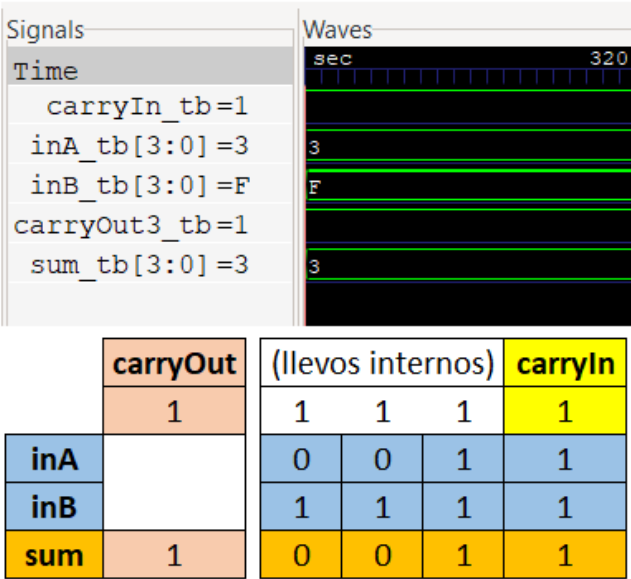 Signals Waves
Time sec 320
carryIn_tb=1
inA_tb[3:0]=3 3
inB_tb[3:0]=F F
carryOut3_tb=1
sum_tb[3:0]=3 3
carryOut (llevos internos) carryIn
1 1 1 1 1
inA 0 0 1 1
inB 1 1 1 1
sum 1 0 0 1 1